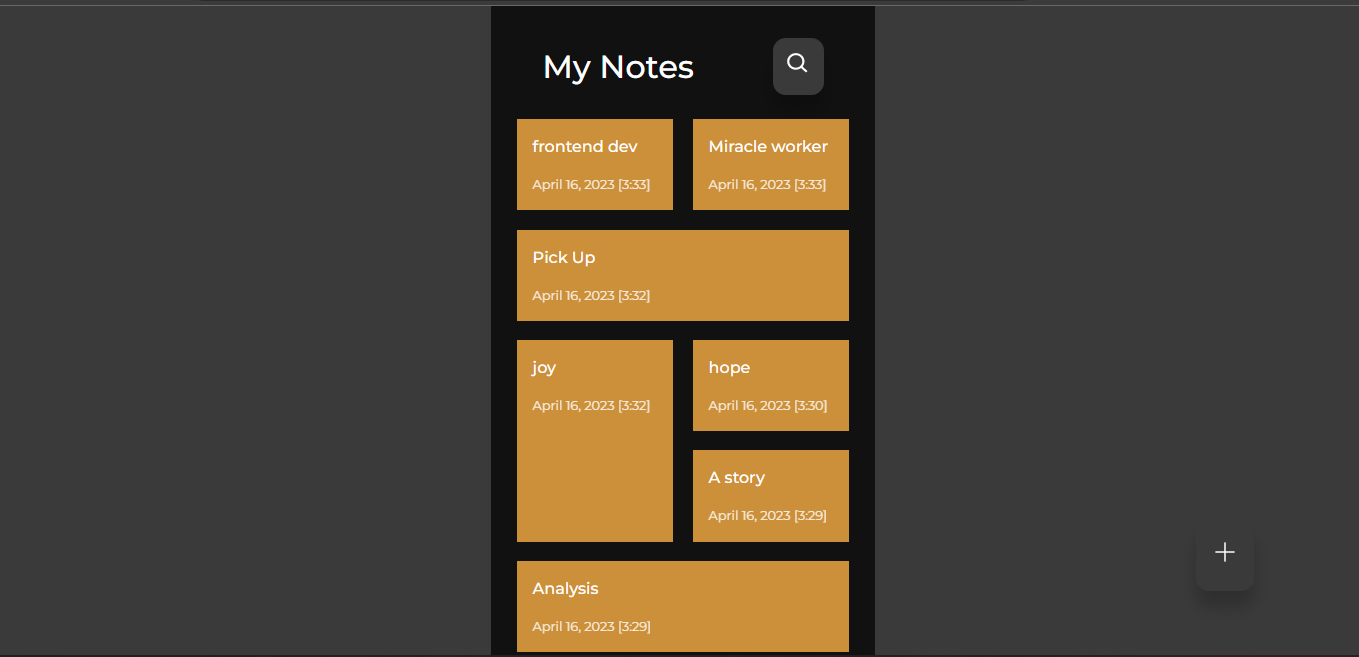 My Notes
frontend dev
April 16, 2023 [3:33]
Miracle worker
April 16, 2023 [3:33]
Pick Up
April 16, 2023 [3:32]
joy
April 16, 2023 [3:32]
hope
April 16, 2023 [3:30]
A story
April 16, 2023 [3:29]
Analysis
April 16, 2023 [3:29]